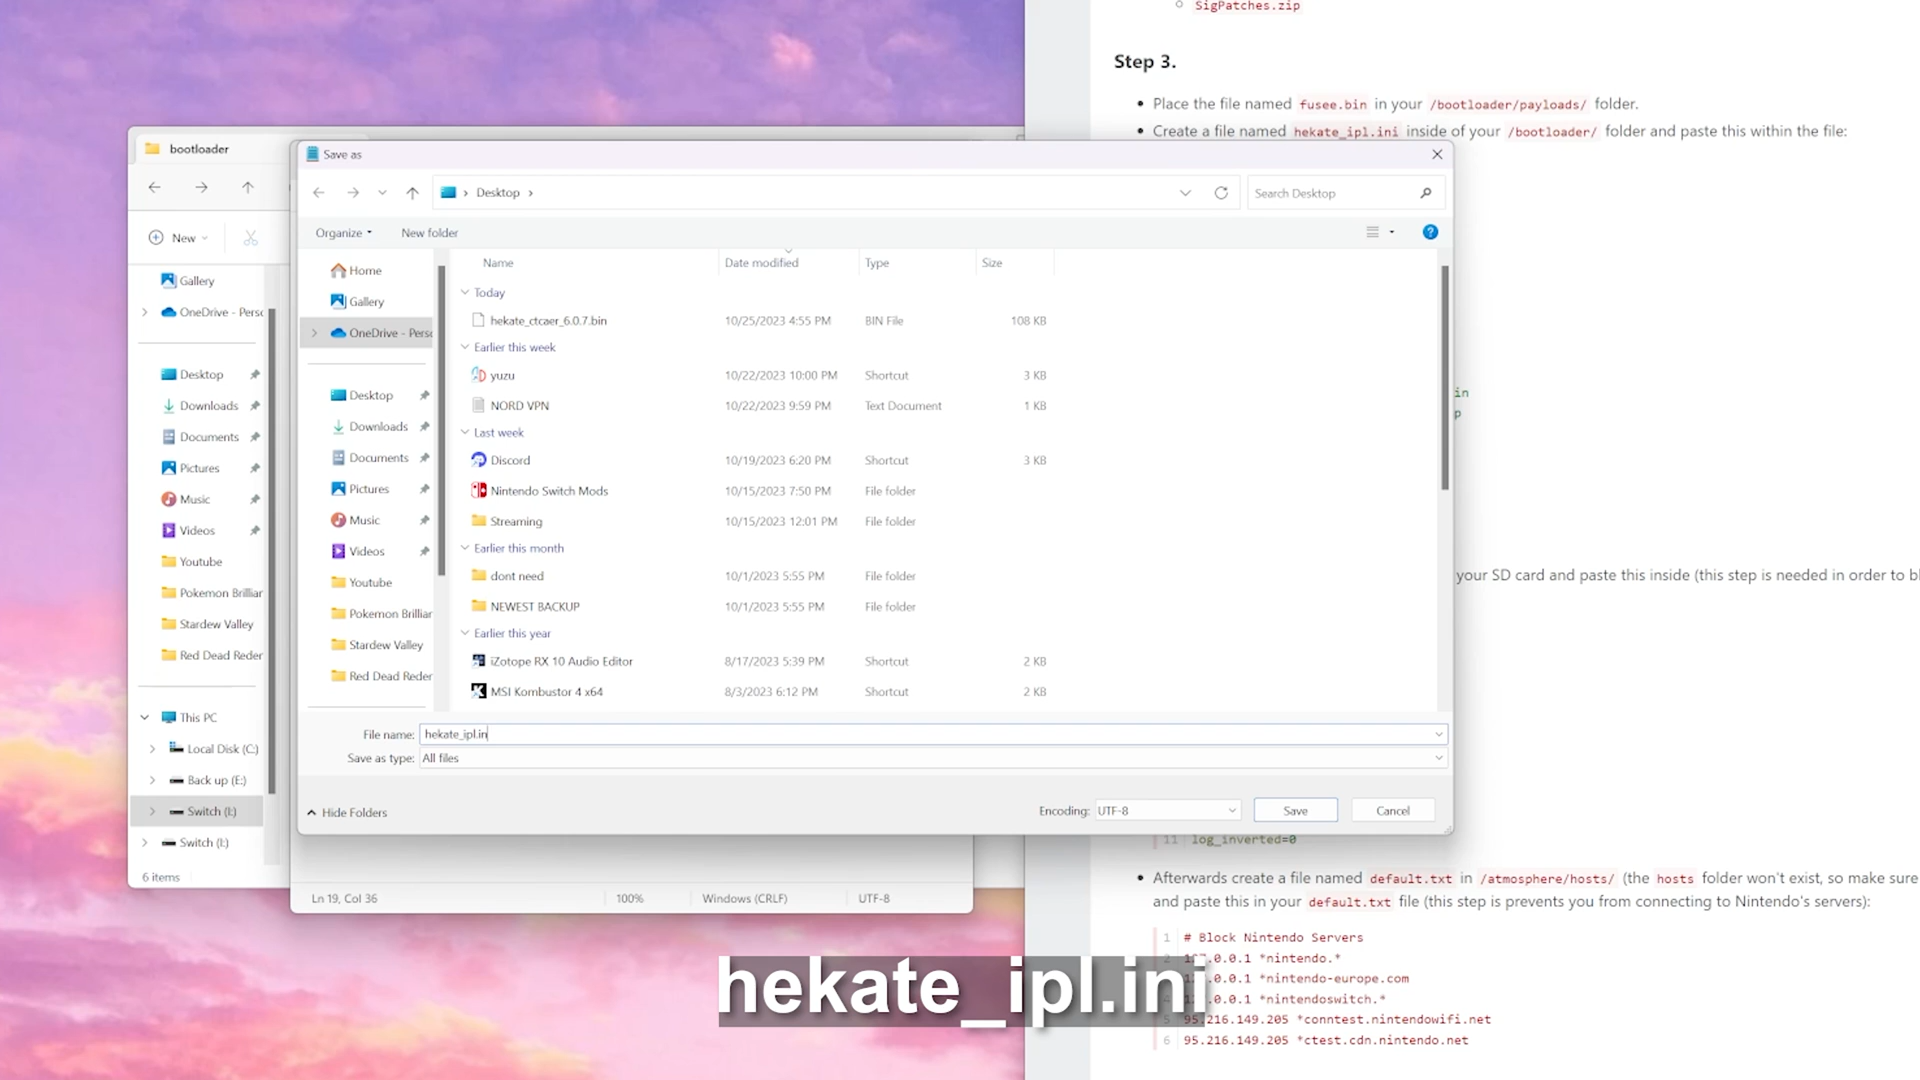 SigPatches.zip
Step 3.
Place the file named fusee.bin in your /bootloader/payloads/ folder.
Create a file named hekate_ipl.ini inside of your /bootloader/ folder and paste this within the file:
bootloader
New
Gallery
OneDrive - Perso
Desktop
Downloads
Documents
Pictures
Music
Videos
Youtube
Pokemon Brillian
Stardew Valley
Red Dead Reder
This PC
Local Disk (C:)
Back up (E:)
Switch (I:)
Switch (I:)
6 items
Save as
Desktop
Search Desktop
Organize
New folder
Home
Gallery
OneDrive - Perso
Desktop
Downloads
Documents
Pictures
Music
Videos
Youtube
Pokemon Brillian
Stardew Valley
Red Dead Reder
Name Date modified Type Size
Today
hekate_ctcaer_6.0.7.bin 10/25/2023 4:55 PM BIN File 108 KB
Earlier this week
yuzu 10/22/2023 10:00 PM Shortcut 3 KB
NORD VPN 10/22/2023 9:59 PM Text Document 1 KB
Last week
Discord 10/19/2023 6:20 PM Shortcut 3 KB
Nintendo Switch Mods 10/15/2023 7:50 PM File folder
Streaming 10/15/2023 12:01 PM File folder
Earlier this month
dont need 10/1/2023 5:55 PM File folder
NEWEST BACKUP 10/1/2023 5:55 PM File folder
Earlier this year
iZotope RX 10 Audio Editor 8/17/2023 5:39 PM Shortcut 2 KB
MSI Kombustor 4 x64 8/3/2023 6:12 PM Shortcut 2 KB
File name: hekate_ipl.in
Save as type: All files
Hide Folders
Encoding: UTF-8
Save
Cancel
in
p
your SD card and paste this inside (this step is needed in order to bl
11 log_inverted=0
Ln 19, Col 36 100% Windows (CRLF) UTF-8
Afterwards create a file named default.txt in /atmosphere/hosts/ (the hosts folder won't exist, so make sure
and paste this in your default.txt file (this step is prevents you from connecting to Nintendo's servers):
1 # Block Nintendo Servers
*nintendo.*
*nintendo-europe.com
*nintendoswitch.*
5 95.216.149.205 *conntest.nintendowifi.net
6 95.216.149.205 *ctest.cdn.nintendo.net
hekate_ipl.ini